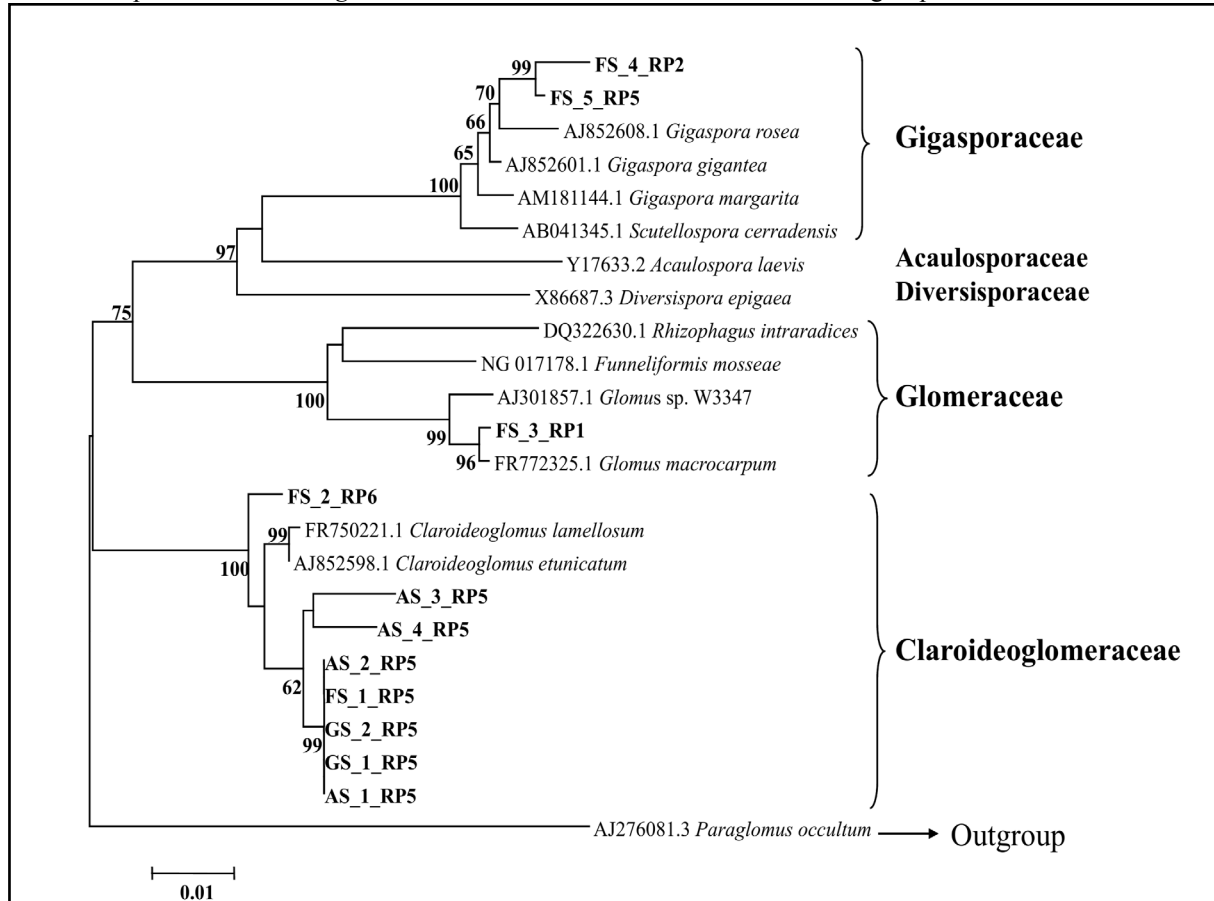 99
FS_4_RP2
FS_5_RP5
70
AJ852608.1 Gigaspora rosea
66
AJ852601.1 Gigaspora gigantea
65
AM181144.1 Gigaspora margarita
100
AB041345.1 Scutellospora cerradensis
Gigasporaceae
97
Y17633.2 Acaulospora laevis
Acaulosporaceae
X86687.3 Diversispora epigaea
Diversisporaceae
75
DQ322630.1 Rhizophagus intraradices
NG 017178.1 Funneliformis mosseae
100
AJ301857.1 Glomus sp. W3347
99
FS_3_RP1
96
FR772325.1 Glomus macrocarpum
Glomeraceae
FS_2_RP6
99
FR750221.1 Claroideoglomus lamellosum
100
AJ852598.1 Claroideoglomus etunicatum
AS_3_RP5
AS_4_RP5
62
AS_2_RP5
FS_1_RP5
GS_2_RP5
99
GS_1_RP5
AS_1_RP5
Claroideoglomeraceae
AJ276081.3 Paraglomus occultum
Outgroup
0.01